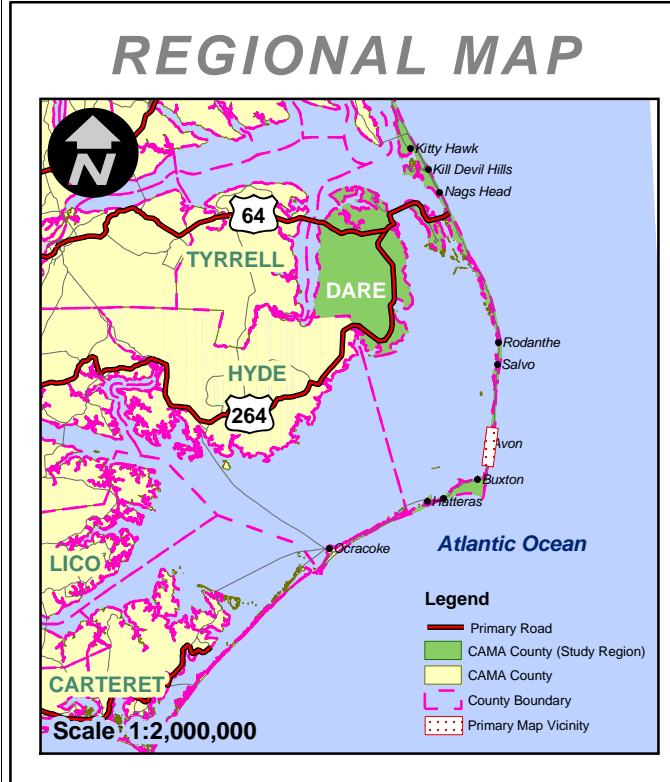 REGIONAL MAP
N
Kitty Hawk
Kill Devil Hills
Nags Head
64
TYRRELL
DARE
Rodanthe
Salvo
HYDE
264
Avon
Buxton
Hatteras
Ocracoke
Atlantic Ocean
LICO
CARTERET
Legend
Primary Road
CAMA County (Study Region)
CAMA County
County Boundary
Primary Map Vicinity
Scale 1:2,000,000